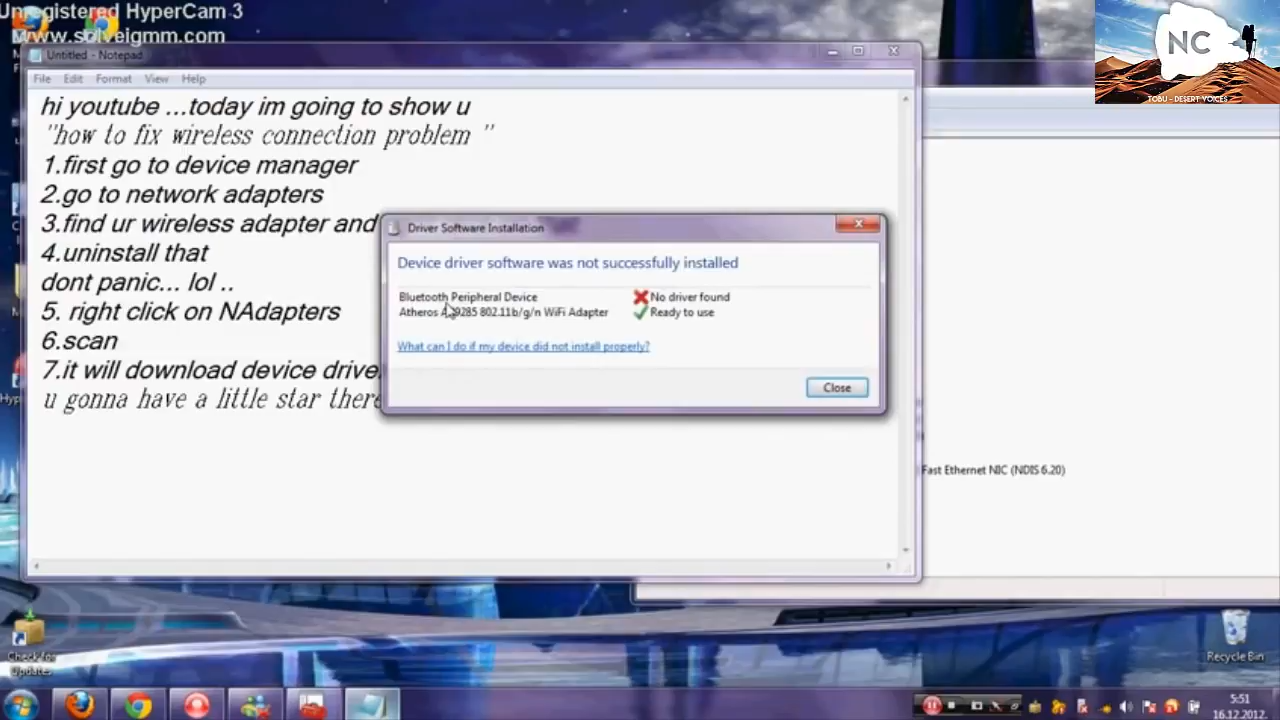 Unregistered HyperCam 3
www.solveigmm.com
NC
TOBU - DESERT VOICES
Untitled - Notepad
File Edit Format View Help
hi youtube ...today im going to show u
"how to fix wireless connection problem "
1.first go to device manager
2.go to network adapters
3.find ur wireless adapter and
4.uninstall that
dont panic... lol ..
5. right click on NAdapters
6.scan
7.it will download device drive
u gonna have a little star there
Driver Software Installation
Device driver software was not successfully installed
Bluetooth Peripheral Device No driver found
Atheros 802.11b/g/n WiFi Adapter Ready to use
What can I do if my device did not install properly?
Close
Fast Ethernet NIC (NDIS 6.20)
Check for
Updates
Recycle Bin
5:51
16.12.2012